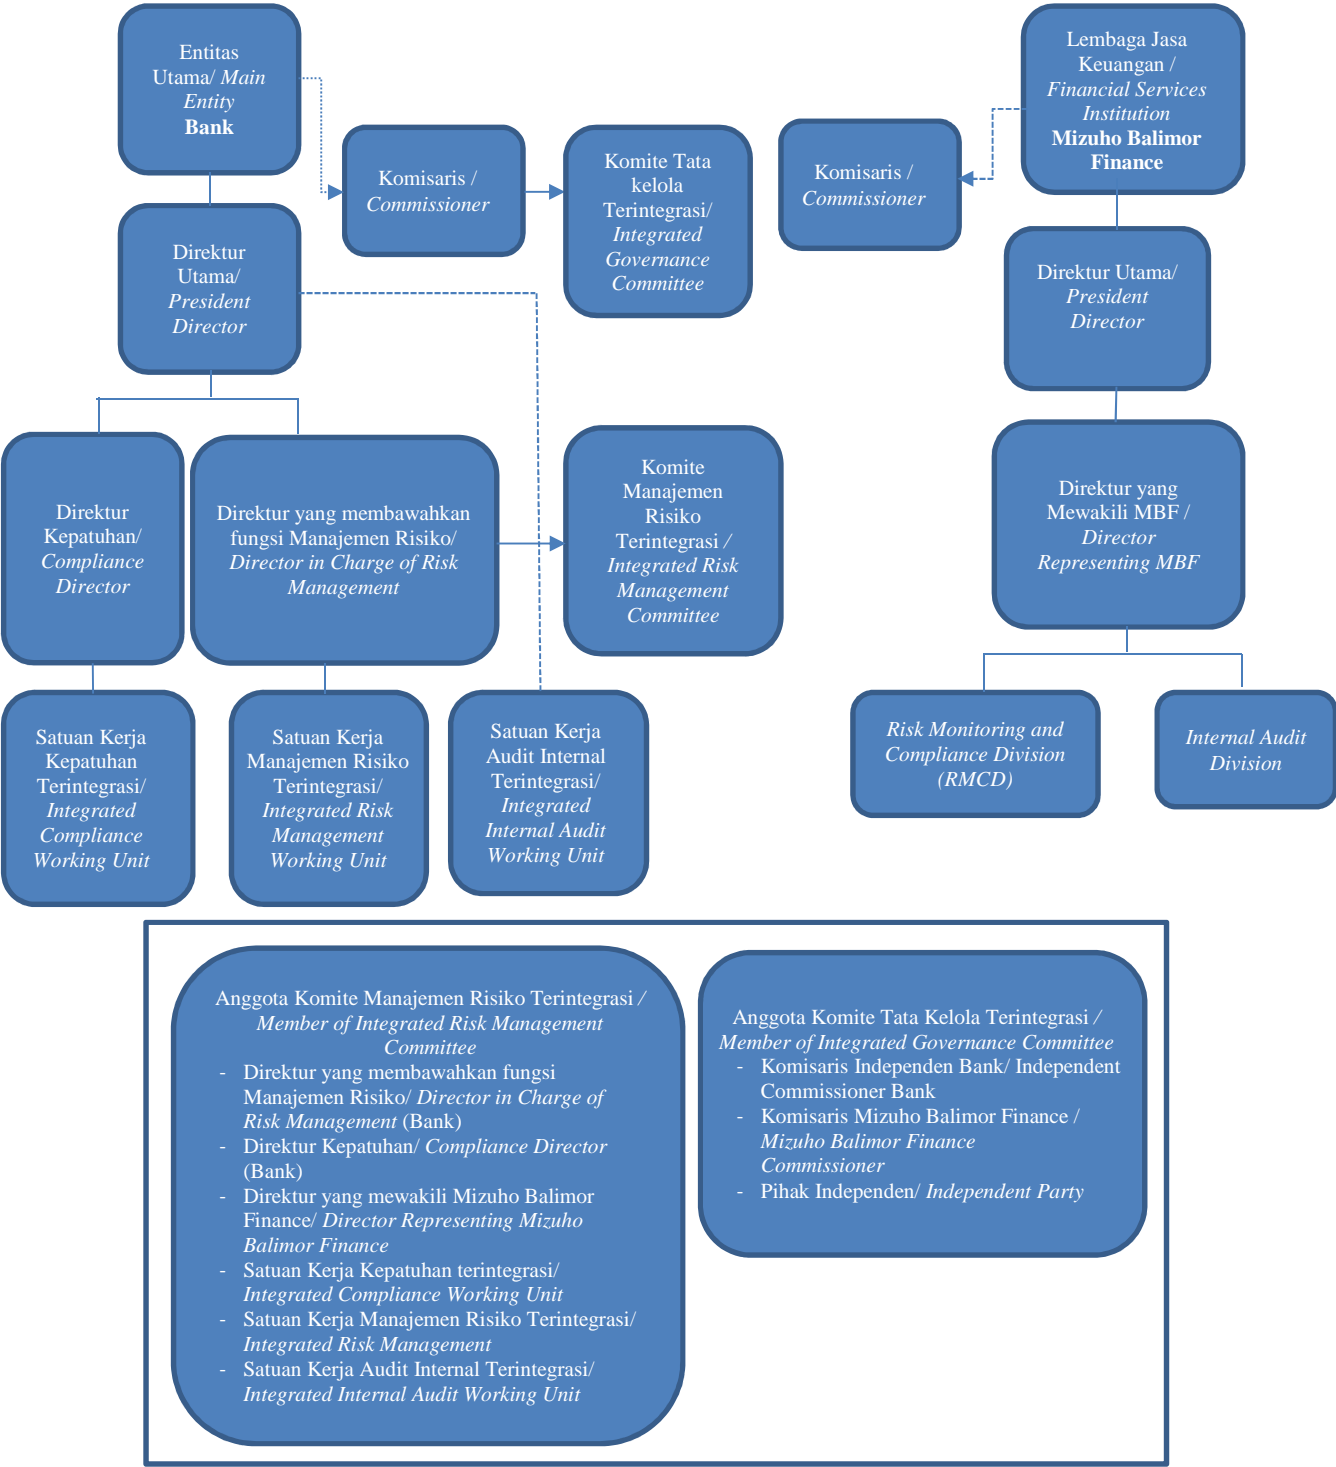 Entitas
Utama/ Main
Entity
Bank
Komisaris /
Commissioner
Komite Tata
kelola
Terintegrasi/
Integrated
Governance
Committee
Komisaris /
Commissioner
Lembaga Jasa
Keuangan /
Financial Services
Institution
Mizuho Balimor
Finance
Direktur
Utama/
President
Director
Direktur Utama/
President
Director
Direktur
Kepatuhan/
Compliance
Director
Direktur yang membawahkan
fungsi Manajemen Risiko/
Director in Charge of Risk
Management
Komite
Manajemen
Risiko
Terintegrasi /
Integrated Risk
Management
Committee
Direktur yang
Mewakili MBF /
Director
Representing MBF
Satuan Kerja
Kepatuhan
Terintegrasi/
Integrated
Compliance
Working Unit
Satuan Kerja
Manajemen Risiko
Terintegrasi/
Integrated Risk
Management
Working Unit
Satuan Kerja
Audit Internal
Terintegrasi/
Integrated
Internal Audit
Working Unit
Risk Monitoring and
Compliance Division
(RMCD)
Internal Audit
Division
Anggota Komite Manajemen Risiko Terintegrasi /
Member of Integrated Risk Management
Committee
- Direktur yang membawahkan fungsi
Manajemen Risiko/ Director in Charge of
Risk Management (Bank)
- Direktur Kepatuhan/ Compliance Director
(Bank)
- Direktur yang mewakili Mizuho Balimor
Finance/ Director Representing Mizuho
Balimor Finance
- Satuan Kerja Kepatuhan terintegrasi/
Integrated Compliance Working Unit
- Satuan Kerja Manajemen Risiko Terintegrasi/
Integrated Risk Management
- Satuan Kerja Audit Internal Terintegrasi/
Integrated Internal Audit Working Unit
Anggota Komite Tata Kelola Terintegrasi /
Member of Integrated Governance Committee
- Komisaris Independen Bank/ Independent
Commissioner Bank
- Komisaris Mizuho Balimor Finance /
Mizuho Balimor Finance
Commissioner
- Pihak Independen/ Independent Party